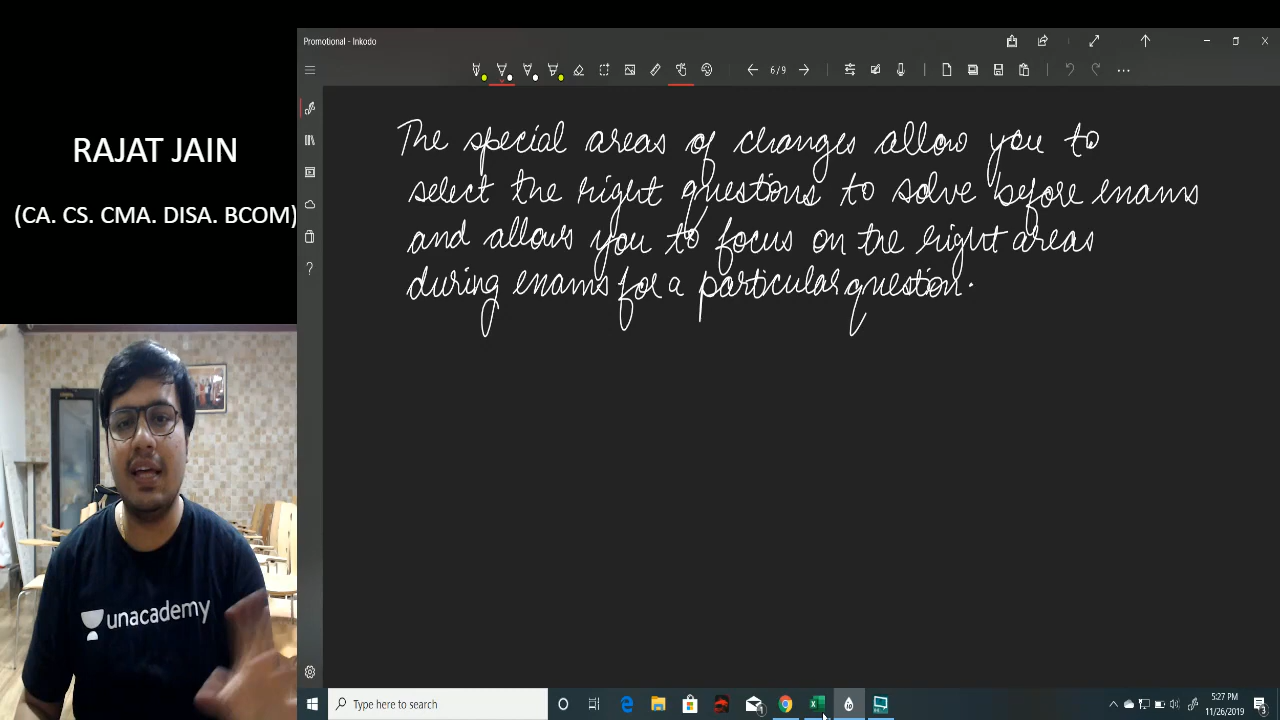 Promotional - Inkodo
6/9
RAJAT JAIN
(CA. CS. CMA. DISA. BCOM)
The special areas of changes allow you to
select the right questions to solve before enams
and allows you to focus on the right areas
during enams for a particular question.
unacademy
Type here to search
5:27 PM
11/26/2019